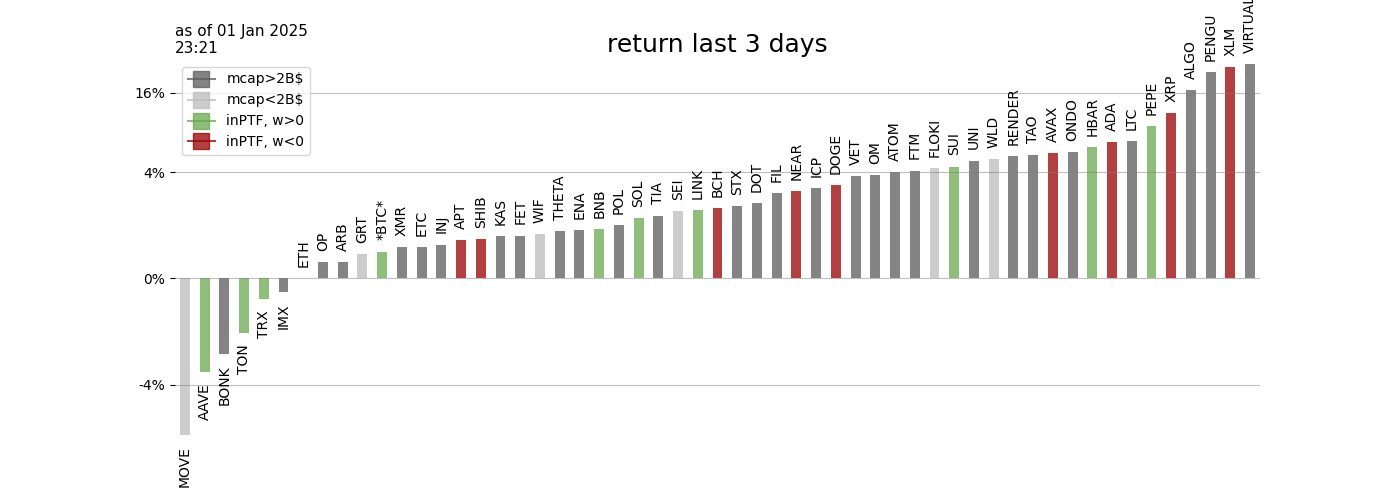 as of 01 Jan 2025
23:21
return last 3 days
mcap>2B$
mcap<2B$
inPTF, w>0
inPTF, w<0
16%
4%
0%
-4%
MOVE
AAVE
BONK
TON
TRX
IMX
ETH
OP
ARB
GRT
*BTC*
XMR
ETC
INJ
APT
SHIB
KAS
FET
WIF
THETA
ENA
BNB
POL
SOL
TIA
SEI
LINK
BCH
STX
DOT
FIL
NEAR
ICP
DOGE
VET
OM
ATOM
FTM
FLOKI
SUI
UNI
WLD
RENDER
TAO
AVAX
ONDO
HBAR
ADA
LTC
PEPE
XRP
ALGO
PENGU
XLM
VIRTUAL